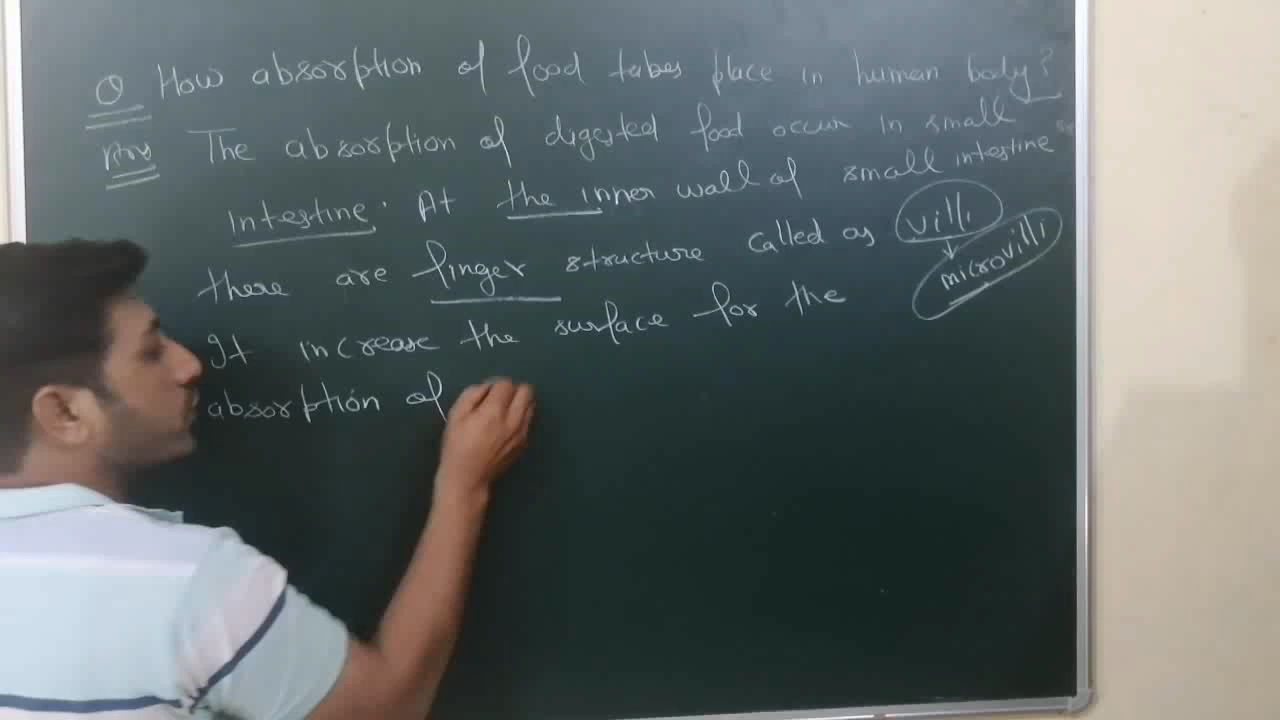 Q How absorption of food takes place in human body?
Ans The absorption of digested food occur in small
intestine. At the inner wall of small intestine
there are finger structure called as villi
microvilli
It increase the surface for the
absorption of